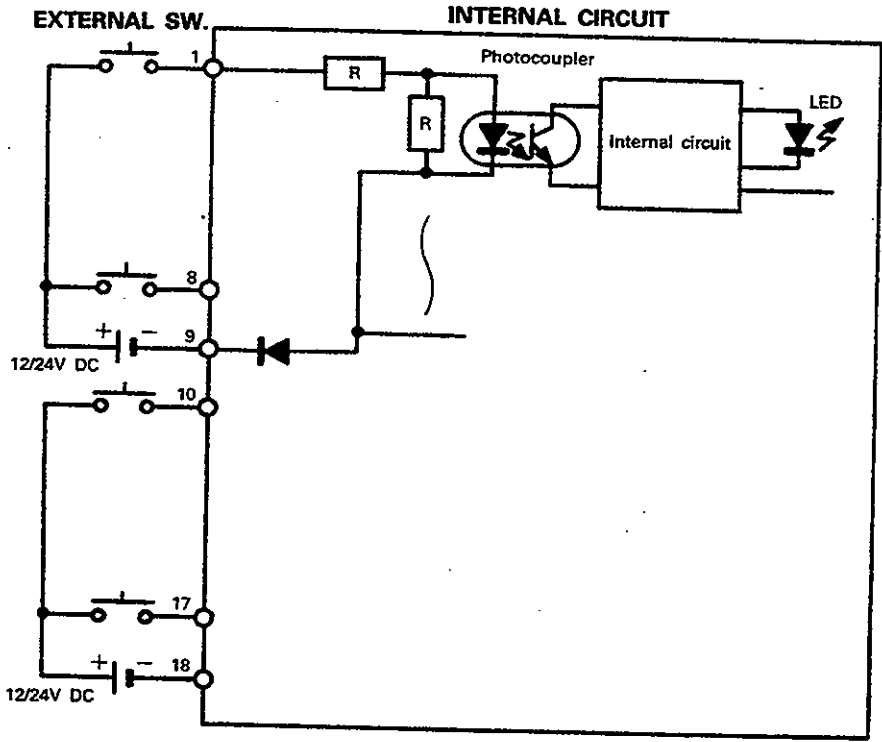 EXTERNAL SW.
INTERNAL CIRCUIT
1
R
R
Photocoupler
Internal circuit
LED
8
+ −
9
12/24V DC
10
17
+ −
18
12/24V DC